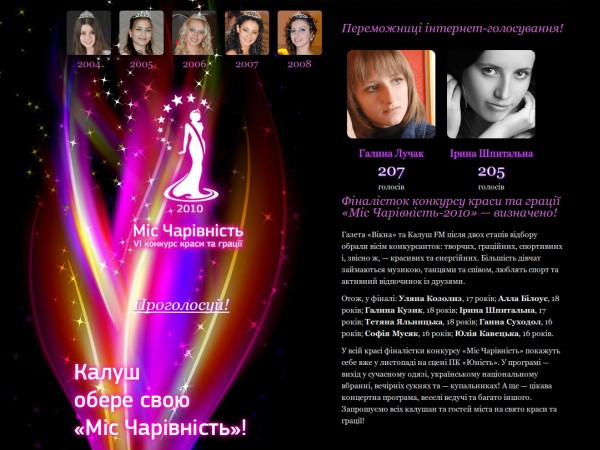 2004 2005 2006 2007 2008
2010
Міс Чарівність
VI конкурс краси та грації
Проголосуй!
Калуш
обере свою
«Міс Чарівність»!
Переможниці інтернет-голосування!
Галина Лучак Ірина Шпитальна
207 205
голосів голосів
Фіналісток конкурсу краси та грації
«Міс Чарівність-2010» — визначено!
Газета «Вікна» та Калуш FM після двох етапів відбору
обрали вісім конкурсанток: творчих, граційних, спортивних
і, звісно ж, — красивих та енергійних. Більшість дівчат
займаються музикою, танцями та співом, люблять спорт та
активний відпочинок із друзями.
Отож, у фіналі: Уляна Козолиз, 17 років; Алла Білоус, 18
років; Галина Кузик, 18 років; Ірина Шпитальна, 17
років; Тетяна Яльницька, 18 років; Ганна Суходол, 16
років; Софія Мусяк, 16 років; Юлія Кавецька, 16 років.
У всій красі фіналістки конкурсу «Міс Чарівність» покажуть
себе вже у листопаді на сцені ПК «Юність». У програмі —
вихід у сучасному одязі, українському національному
вбранні, вечірніх сукнях та — купальниках! А ще — цікава
концертна програма, веселі ведучі та багато іншого.
Запрошуємо всіх калушан та гостей міста на свято краси та
грації!